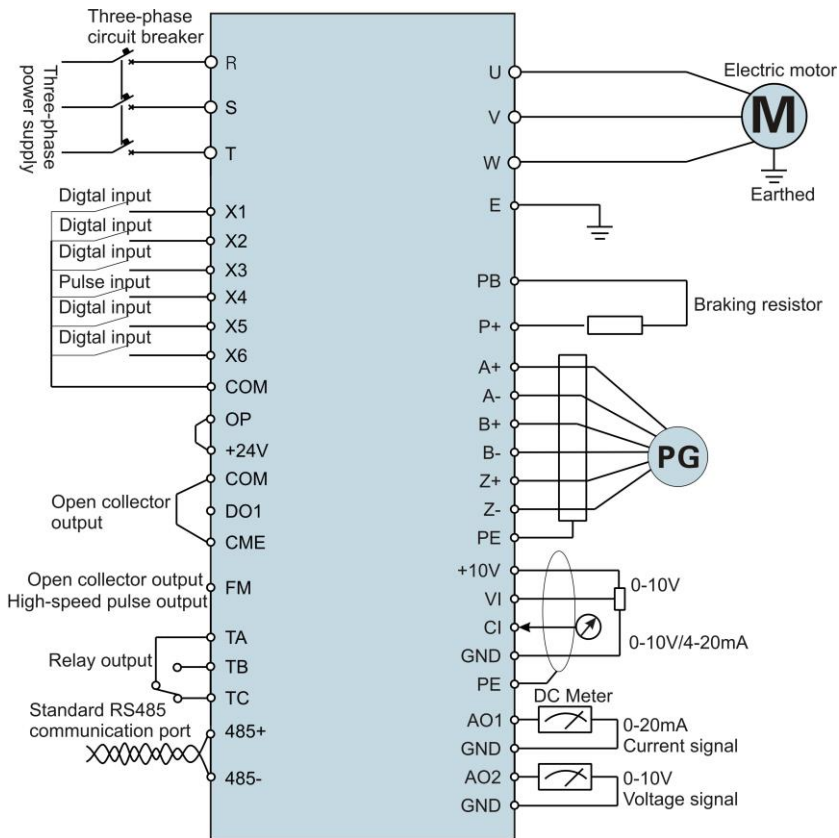 Three-phase
circuit breaker
Three-phase
power supply
R
S
T
Digtal input
X1
Digtal input
X2
Digtal input
X3
Pulse input
X4
Digtal input
X5
Digtal input
X6
COM
OP
+24V
COM
Open collector
output
DO1
CME
Open collector output
High-speed pulse output
FM
TA
Relay output
TB
TC
Standard RS485
communication port
485+
485-
U
Electric motor
V
M
W
Earthed
E
PB
Braking resistor
P+
A+
A-
B+
B-
PG
Z+
Z-
PE
+10V
0-10V
VI
CI
0-10V/4-20mA
GND
PE
DC Meter
AO1
0-20mA
Current signal
GND
AO2
0-10V
Voltage signal
GND